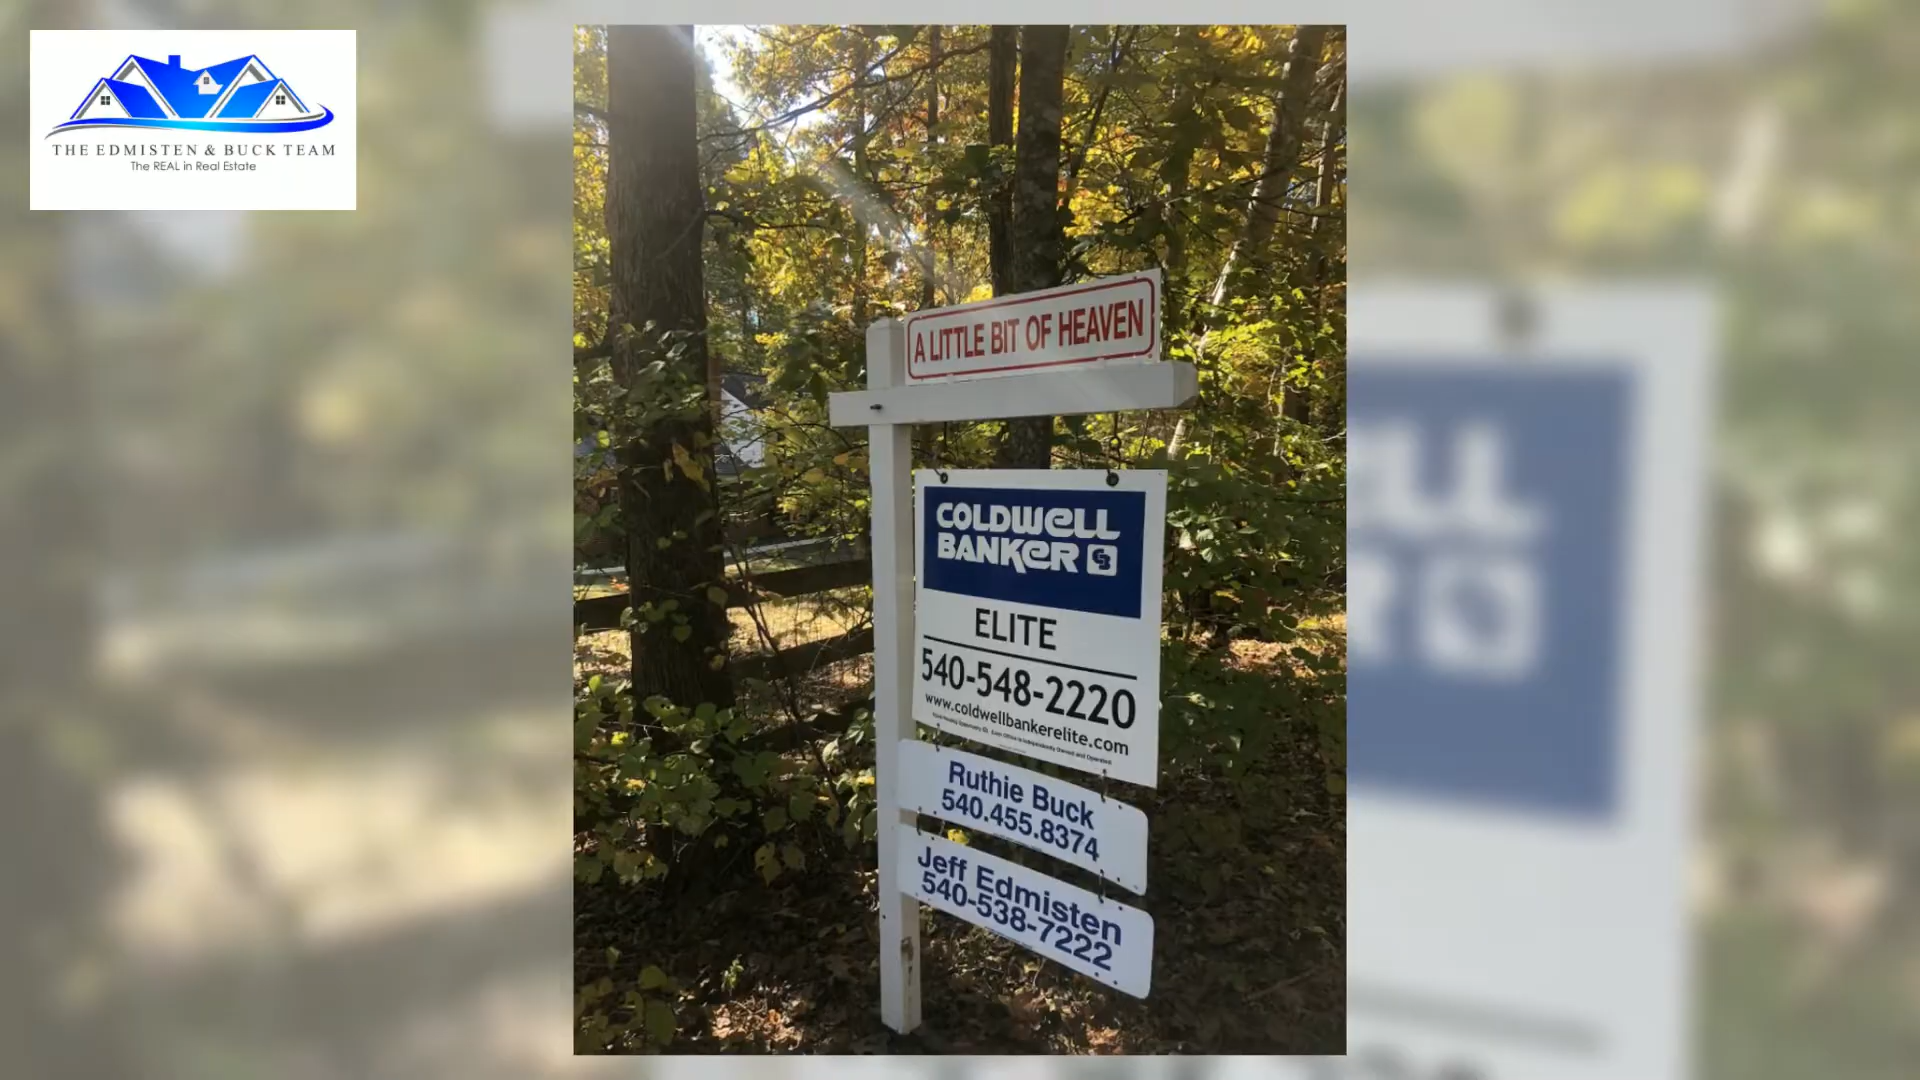 THE EDMISTEN & BUCK TEAM
The REAL in Real Estate
A LITTLE BIT OF HEAVEN
COLDWELL
BANKER
ELITE
540-548-2220
www.coldwellbankerelite.com
Ruthie Buck
540.455.8374
Jeff Edmisten
540-538-7222